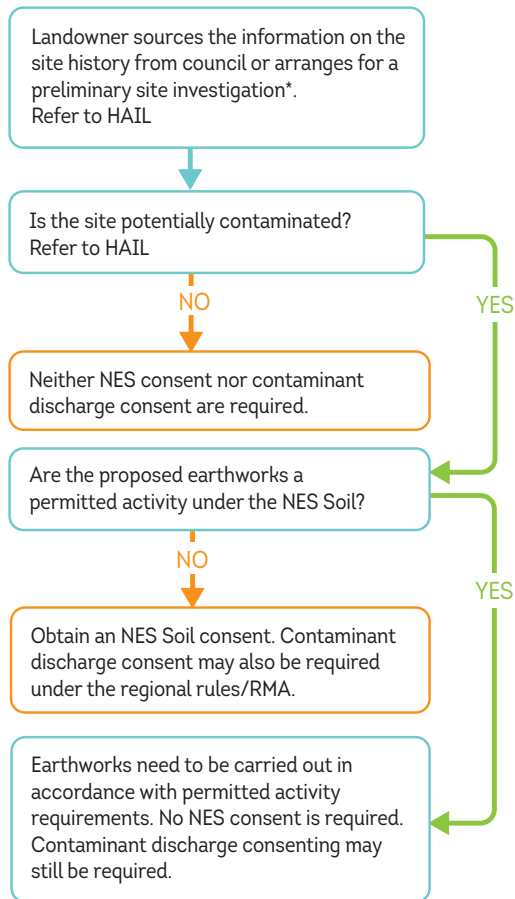 Landowner sources the information on the
site history from council or arranges for a
preliminary site investigation*.
Refer to HAIL
Is the site potentially contaminated?
Refer to HAIL
NO
YES
Neither NES consent nor contaminant
discharge consent are required.
Are the proposed earthworks a
permitted activity under the NES Soil?
NO
YES
Obtain an NES Soil consent. Contaminant
discharge consent may also be required
under the regional rules/RMA.
Earthworks need to be carried out in
accordance with permitted activity
requirements. No NES consent is required.
Contaminant discharge consenting may
still be required.